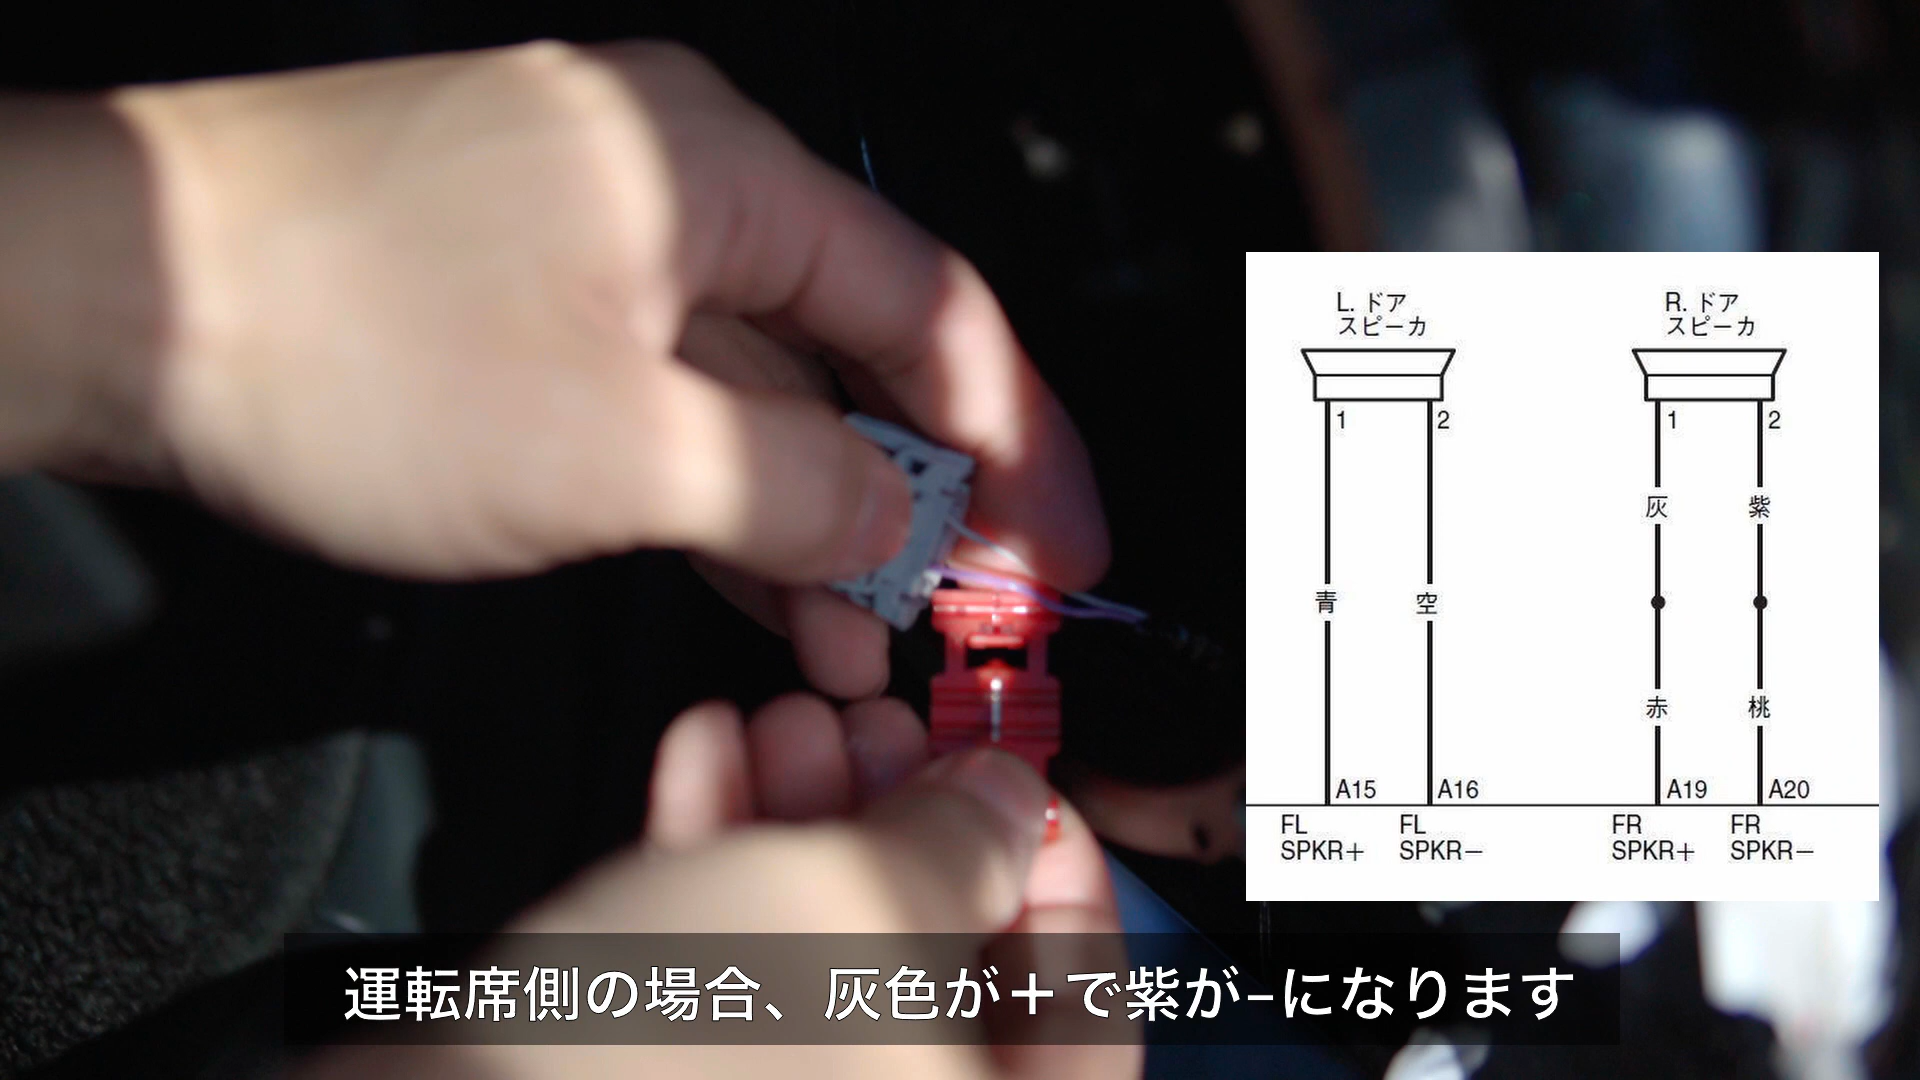 L. ドア
スピーカ
R. ドア
スピーカ
1
2
1
2
灰
紫
青
空
赤
桃
A15
A16
A19
A20
FL
SPKR＋
FL
SPKR－
FR
SPKR＋
FR
SPKR－
運転席側の場合、灰色が＋で紫が−になります